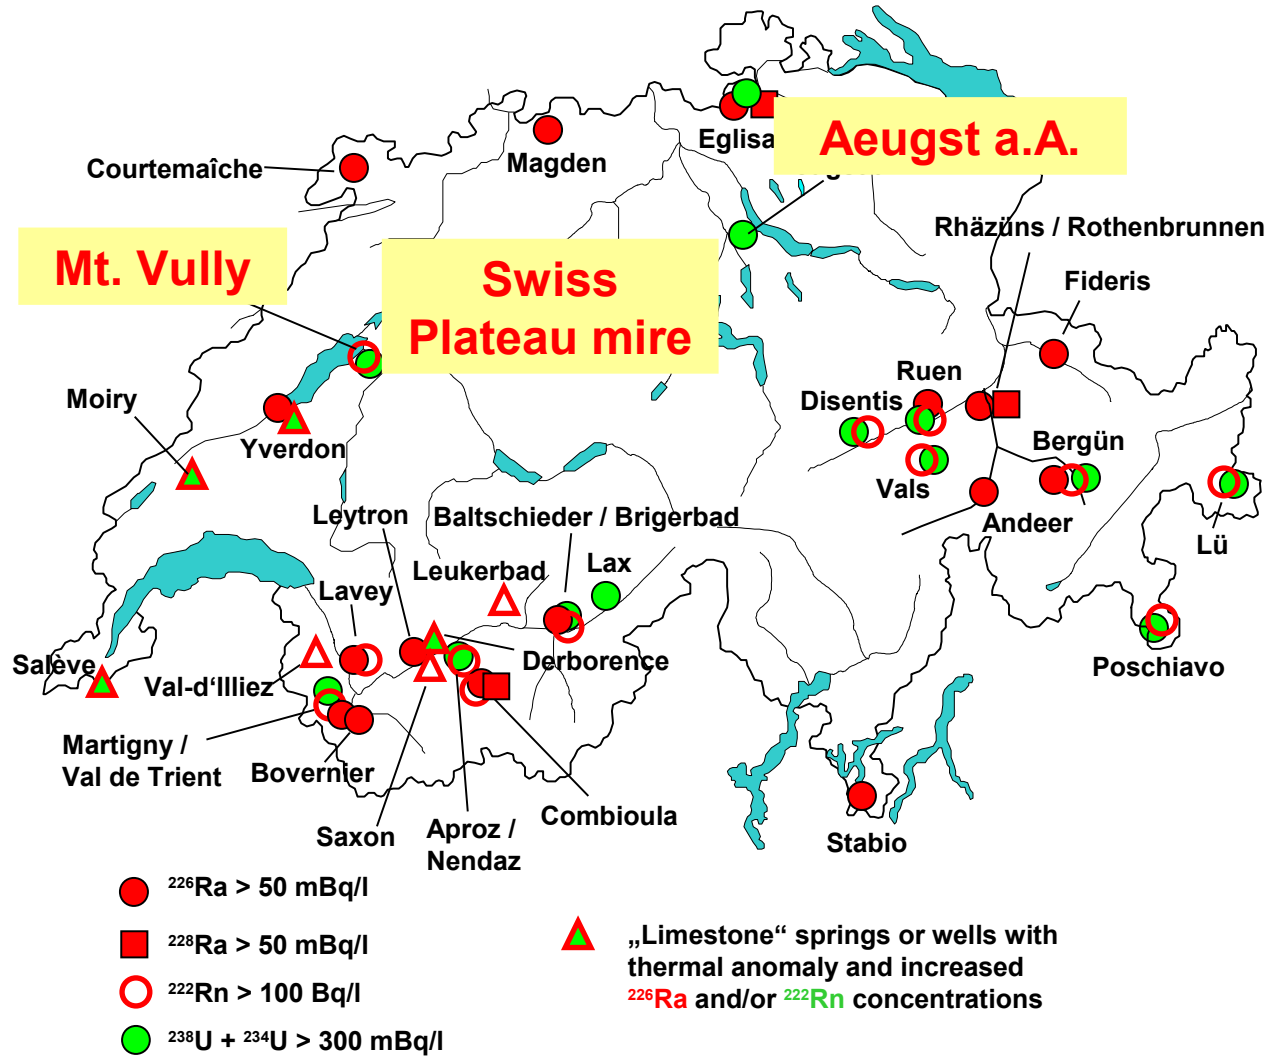 Eglisa
Aeugst a.A.
Magden
Courtemaîche
Rhäzüns / Rothenbrunnen
Mt. Vully
Swiss
Plateau mire
Fideris
Ruen
Moiry
Disentis
Yverdon
Bergün
Vals
Leytron
Baltschieder / Brigerbad
Andeer
Lü
Leukerbad
Lax
Lavey
Salève
Val-d‘Illiez
Derborence
Poschiavo
Martigny /
Val de Trient
Bovernier
Saxon
Aproz /
Nendaz
Combioula
Stabio
²²⁶Ra > 50 mBq/l
²²⁸Ra > 50 mBq/l
²²²Rn > 100 Bq/l
²³⁸U + ²³⁴U > 300 mBq/l
„Limestone“ springs or wells with
thermal anomaly and increased
²²⁶Ra and/or ²²²Rn concentrations